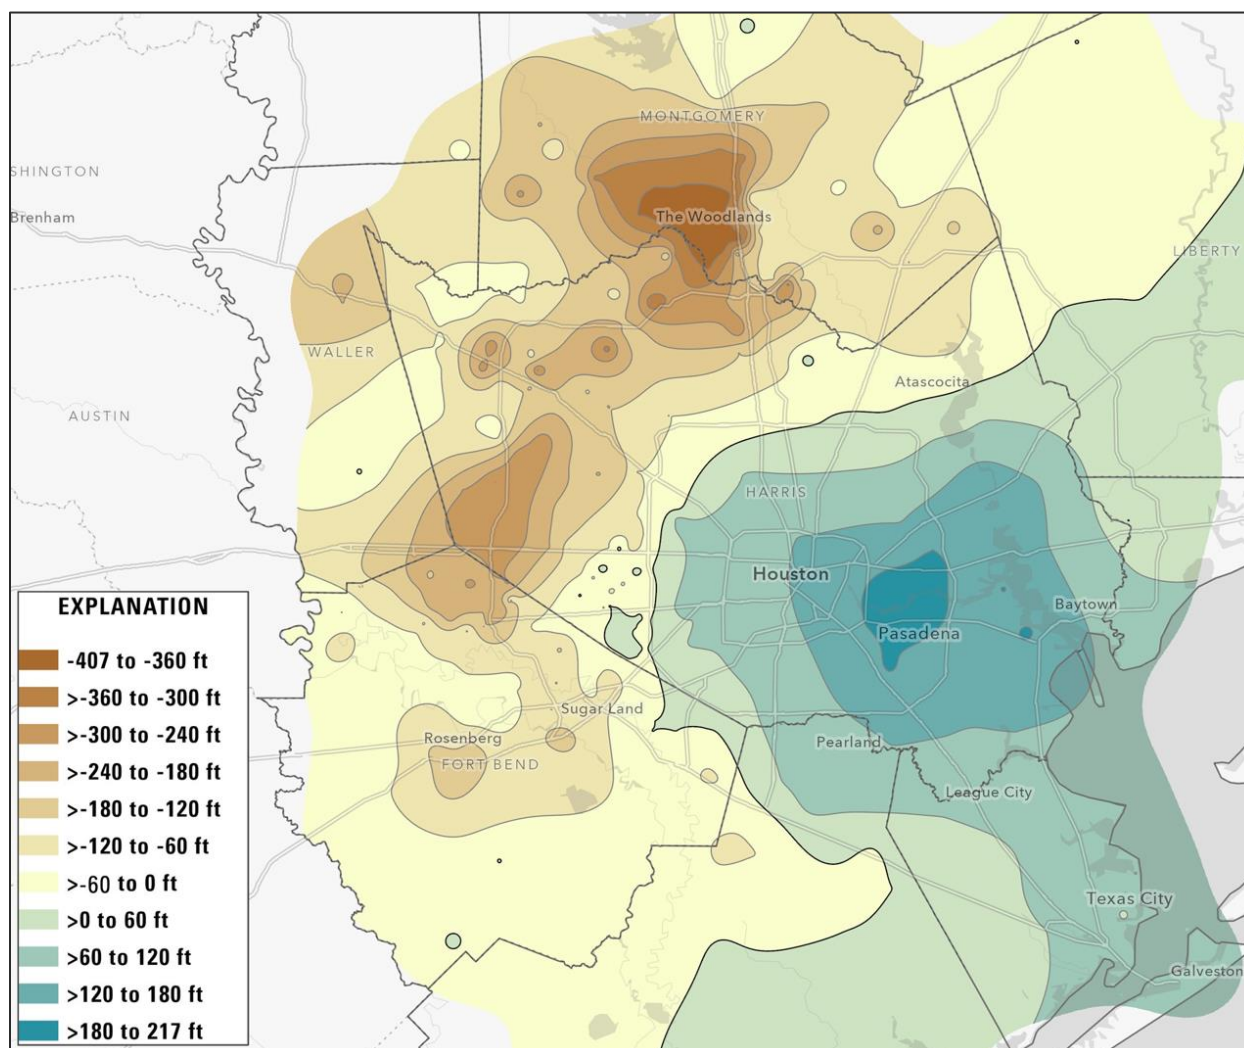 MONTGOMERY
SHINGTON
Brenham
The Woodlands
LIBERTY
WALLER
Atascocita
AUSTIN
HARRIS
Houston
Baytown
Pasadena
Sugar Land
Rosenberg
FORT BEND
Pearland
League City
Texas City
Galveston
EXPLANATION
-407 to -360 ft
>-360 to -300 ft
>-300 to -240 ft
>-240 to -180 ft
>-180 to -120 ft
>-120 to -60 ft
>-60 to 0 ft
>0 to 60 ft
>60 to 120 ft
>120 to 180 ft
>180 to 217 ft